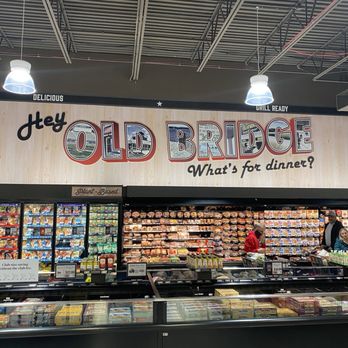 DELICIOUS
GRILL READY
Hey
OLD BRIDGE
What's for dinner?
Plant-Based